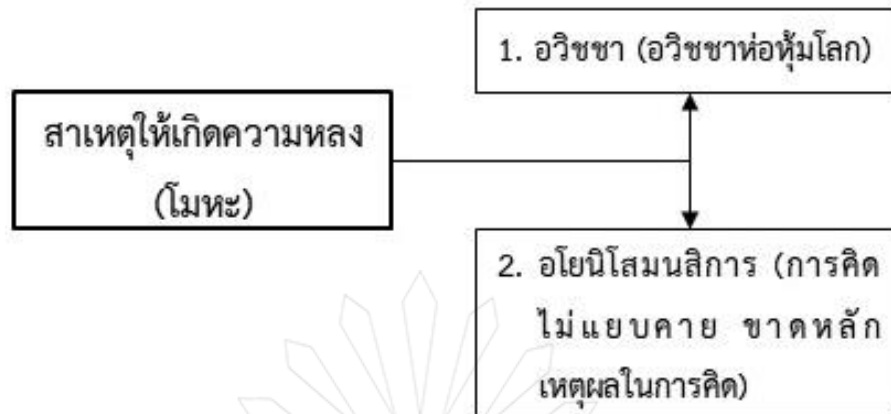 1. อวิชชา (อวิชชาห่อหุ้มโลก)
สาเหตุให้เกิดความหลง
(โมหะ)
2. อโยนิโสมนสิการ (การคิด
ไม่แยบคาย ขาดหลัก
เหตุผลในการคิด)